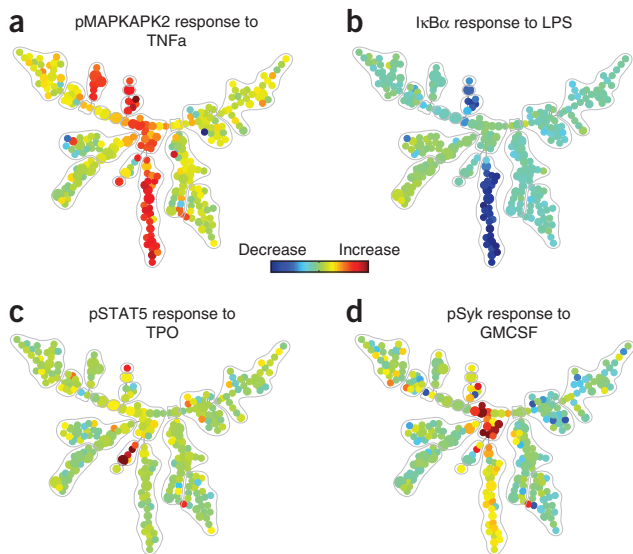 a
pMAPKAPK2 response to
TNFa
b
IκBα response to LPS
Decrease Increase
c
pSTAT5 response to
TPO
d
pSyk response to
GMCSF